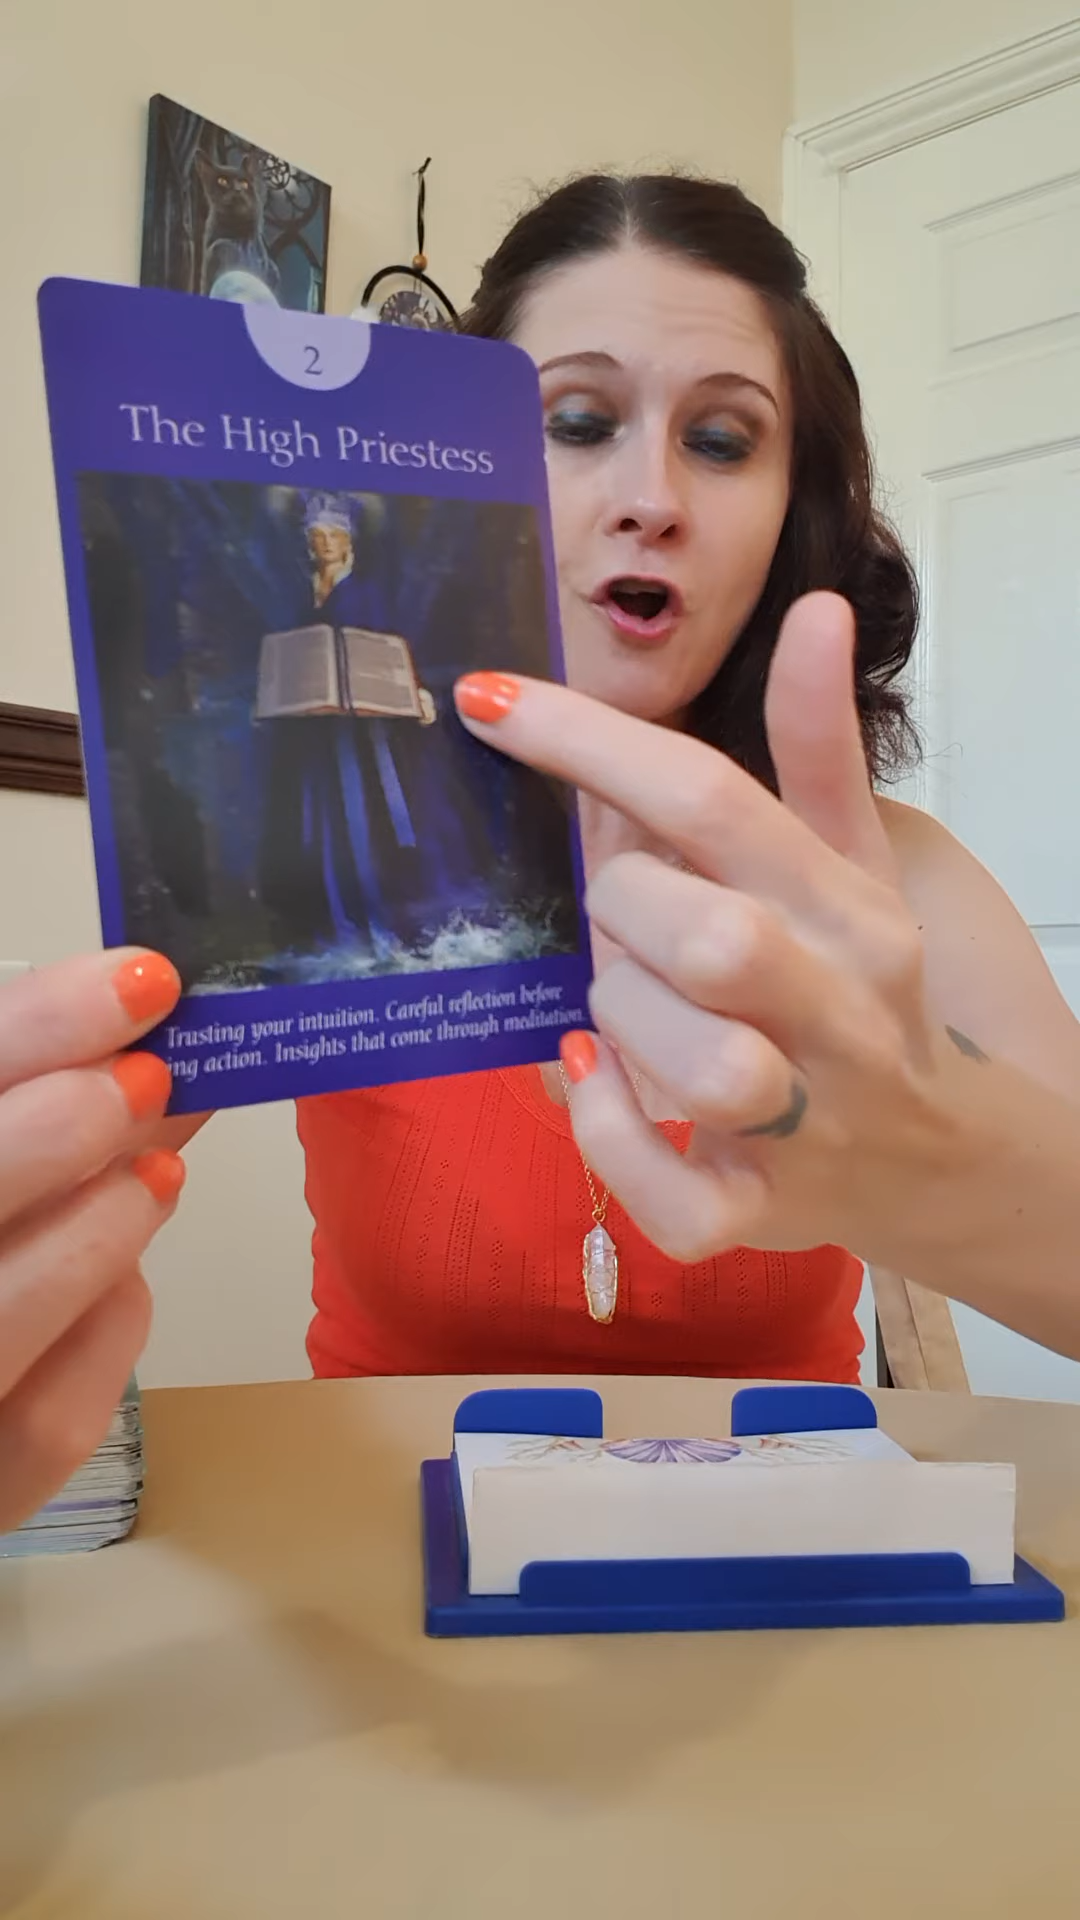 2
The High Priestess
Trusting your intuition. Careful reflection before
action. Insights that come through meditation.